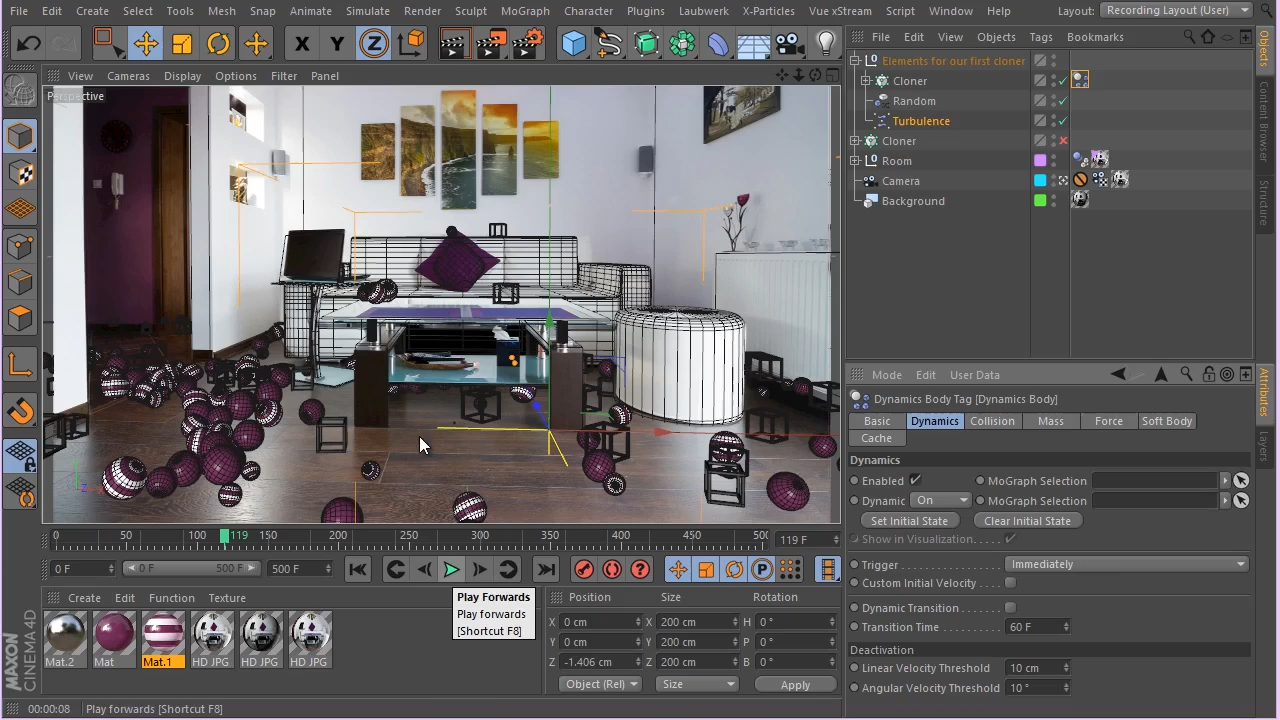 File Edit Create Select Tools Mesh Snap Animate Simulate Render Sculpt MoGraph Character Plugins Laubwerk X-Particles Vue xStream Script Window Help Layout: Recording Layout (User)
X Y Z
File Edit View Objects Tags Bookmarks
View Cameras Display Options Filter Panel
Perspective
Elements for our first cloner
Cloner
Random
Turbulence
Cloner
Room
Camera
Background
Objects
Content Browser
Structure
Mode Edit User Data
Dynamics Body Tag [Dynamics Body]
Basic Dynamics Collision Mass Force Soft Body
Cache
Dynamics
Enabled MoGraph Selection
Dynamic On MoGraph Selection
Set Initial State Clear Initial State
Show in Visualization.....
Trigger Immediately
Custom Initial Velocity
Dynamic Transition
Transition Time 60 F
Deactivation
Linear Velocity Threshold 10 cm
Angular Velocity Threshold 10 °
Attributes
Layers
0 50 100 119 150 200 250 300 350 400 450 500 119 F
0 F 0 F 500 F 500 F
Play Forwards
Play forwards
[Shortcut F8]
Create Edit Function Texture
Mat.2 Mat Mat.1 HD JPG HD JPG HD JPG
Position Size Rotation
X 0 cm X 200 cm H 0 °
Y 0 cm Y 200 cm P 0 °
Z -1.406 cm Z 200 cm B 0 °
Object (Rel) Size Apply
MAXON
CINEMA 4D
00:00:08 Play forwards [Shortcut F8]